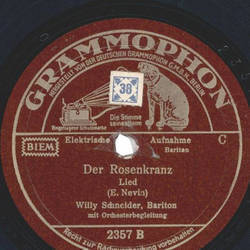 GRAMMOPHON
HERGESTELLT VON DER DEUTSCHEN GRAMMOPHON G.M.B.H. BERLIN
38
Die Stimme
seines Herrn
Eingetragene Schutzmarke
BIEM
Elektrische Aufnahme
C
Bariton
Der Rosenkranz
Lied
(E. Nevin)
Willy Schneider, Bariton
mit Orchesterbegleitung
2357 B
Recht zur Radioverbreitung vorbehalten